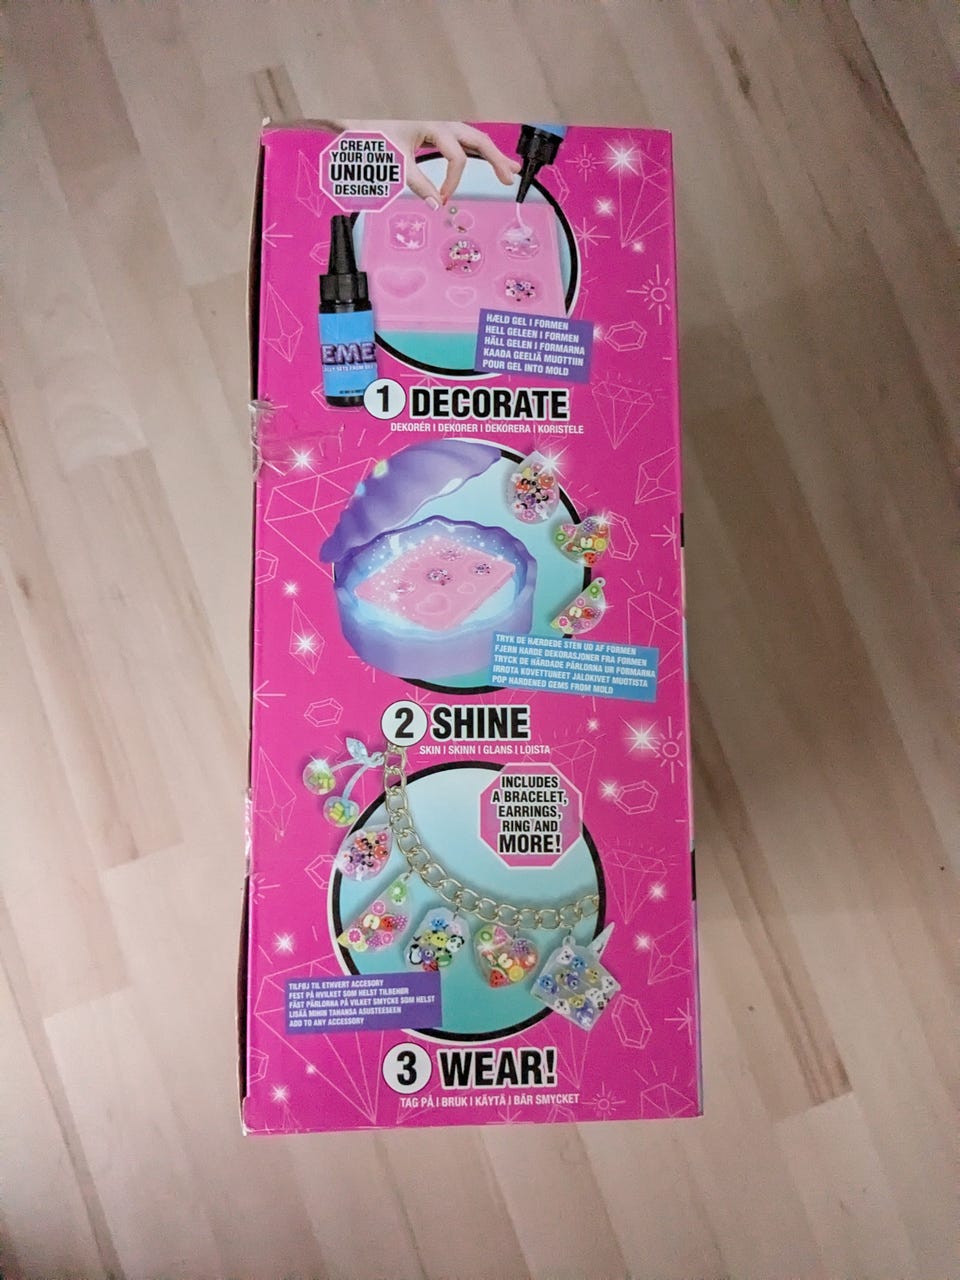 CREATE
YOUR OWN
UNIQUE
DESIGNS!
EME
HÆLD GEL I FORMEN
HELL GELEEN I FORMEN
HÄLL GELEN I FORMARNA
KAADA GEELIÄ MUOTTIIN
POUR GEL INTO MOLD
1 DECORATE
DEKORÉR | DEKORER | DEKORERA | KORISTELE
TRYK DE HÆRDEDE STEN UD AF FORMEN
FJERN HARDE DEKORASJONER FRA FORMEN
TRYCK DE HÄRDADE PÄRLORNA UR FORMARNA
IRROTA KOVETTUNEET JALOKIVET MUOTISTA
POP HARDENED GEMS FROM MOLD
2 SHINE
SKIN | SKINN | GLANS | LOISTA
INCLUDES
A BRACELET,
EARRINGS,
RING AND
MORE!
TILFØJ TIL ETHVERT ACCESORY
FEST PÅ HVILKET SOM HELST TILBEHØR
FÄST PÄRLORNA PÅ VILKET SMYCKE SOM HELST
LISÄÄ MIHIN TAHANSA ASUSTEESEEN
ADD TO ANY ACCESSORY
3 WEAR!
TAG PÅ | BRUK | KÄYTÄ | BÄR SMYCKET